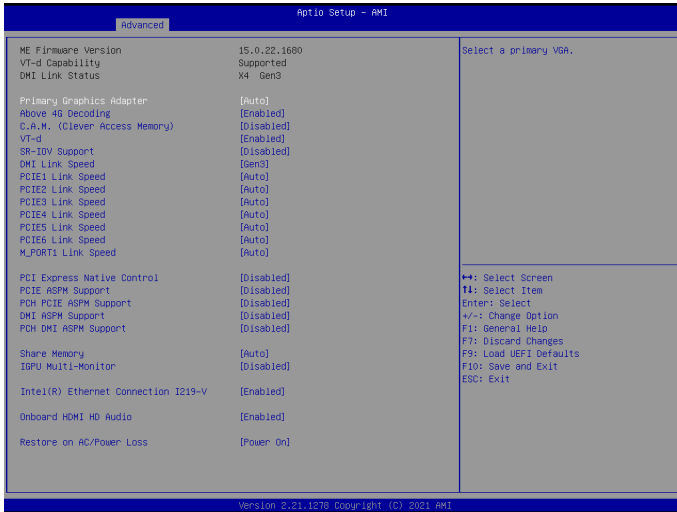 Aptio Setup - AMI
Advanced
ME Firmware Version 15.0.22.1680
VT-d Capability Supported
DMI Link Status X4 Gen3
Primary Graphics Adapter [Auto]
Above 4G Decoding [Enabled]
C.A.M. (Clever Access Memory) [Disabled]
VT-d [Enabled]
SR-IOV Support [Disabled]
DMI Link Speed [Gen3]
PCIE1 Link Speed [Auto]
PCIE2 Link Speed [Auto]
PCIE3 Link Speed [Auto]
PCIE4 Link Speed [Auto]
PCIE5 Link Speed [Auto]
PCIE6 Link Speed [Auto]
M_PORT1 Link Speed [Auto]
PCI Express Native Control [Disabled]
PCIE ASPM Support [Disabled]
PCH PCIE ASPM Support [Disabled]
DMI ASPM Support [Disabled]
PCH DMI ASPM Support [Disabled]
Share Memory [Auto]
IGPU Multi-Monitor [Disabled]
Intel(R) Ethernet Connection I219-V [Enabled]
Onboard HDMI HD Audio [Enabled]
Restore on AC/Power Loss [Power On]
Select a primary VGA.
↔: Select Screen
↑↓: Select Item
Enter: Select
+/-: Change Option
F1: General Help
F7: Discard Changes
F9: Load UEFI Defaults
F10: Save and Exit
ESC: Exit
Version 2.21.1278 Copyright (C) 2021 AMI